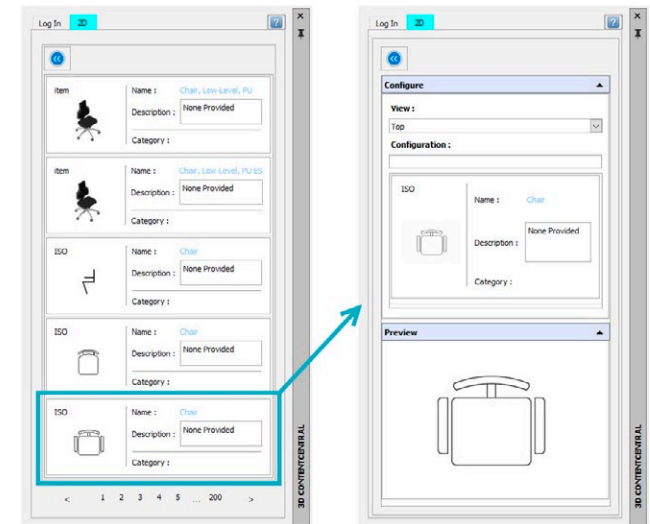 Log In 2D ?
item
Name : Chair, Low-Level, PU
Description : None Provided
Category :
item
Name : Chair, Low Level, PU ES
Description : None Provided
Category :
ISO
Name : Chair
Description : None Provided
Category :
ISO
Name : Chair
Description : None Provided
Category :
ISO
Name : Chair
Description : None Provided
Category :
< 1 2 3 4 5 ... 200 >
3D CONTENTCENTRAL
Log In 2D ?
Configure
View :
Top
Configuration :
ISO
Name : Chair
Description : None Provided
Category :
Preview
3D CONTENTCENTRAL